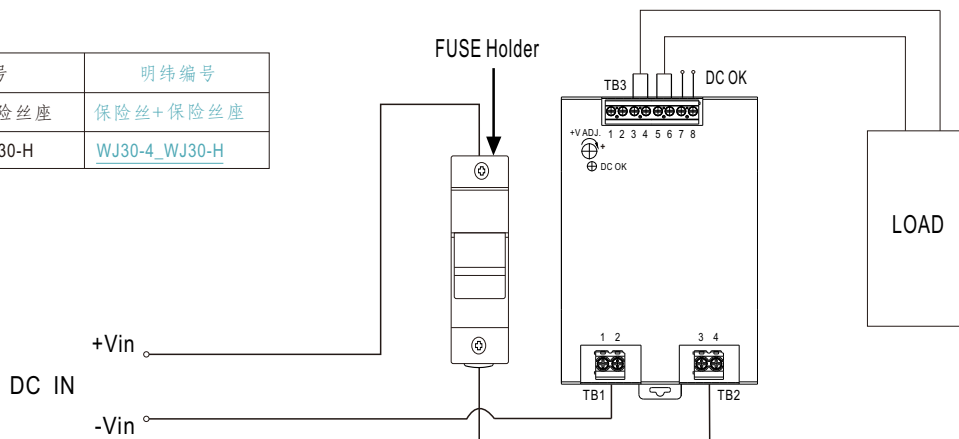 号
明纬编号
险丝座
保险丝+保险丝座
30-H
WJ30-4_WJ30-H
FUSE Holder
TB3
DC OK
1 2 3 4 5 6 7 8
+V ADJ.
+
DC OK
LOAD
1 2
3 4
TB1
TB2
+Vin
DC IN
-Vin